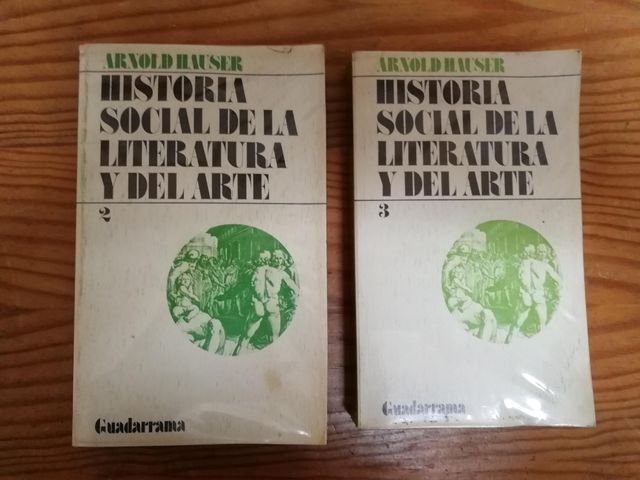 ARNOLD HAUSER
HISTORIA
SOCIAL DE LA
LITERATURA
Y DEL ARTE
2
Guadarrama
ARNOLD HAUSER
HISTORIA
SOCIAL DE LA
LITERATURA
Y DEL ARTE
3
Guadarrama